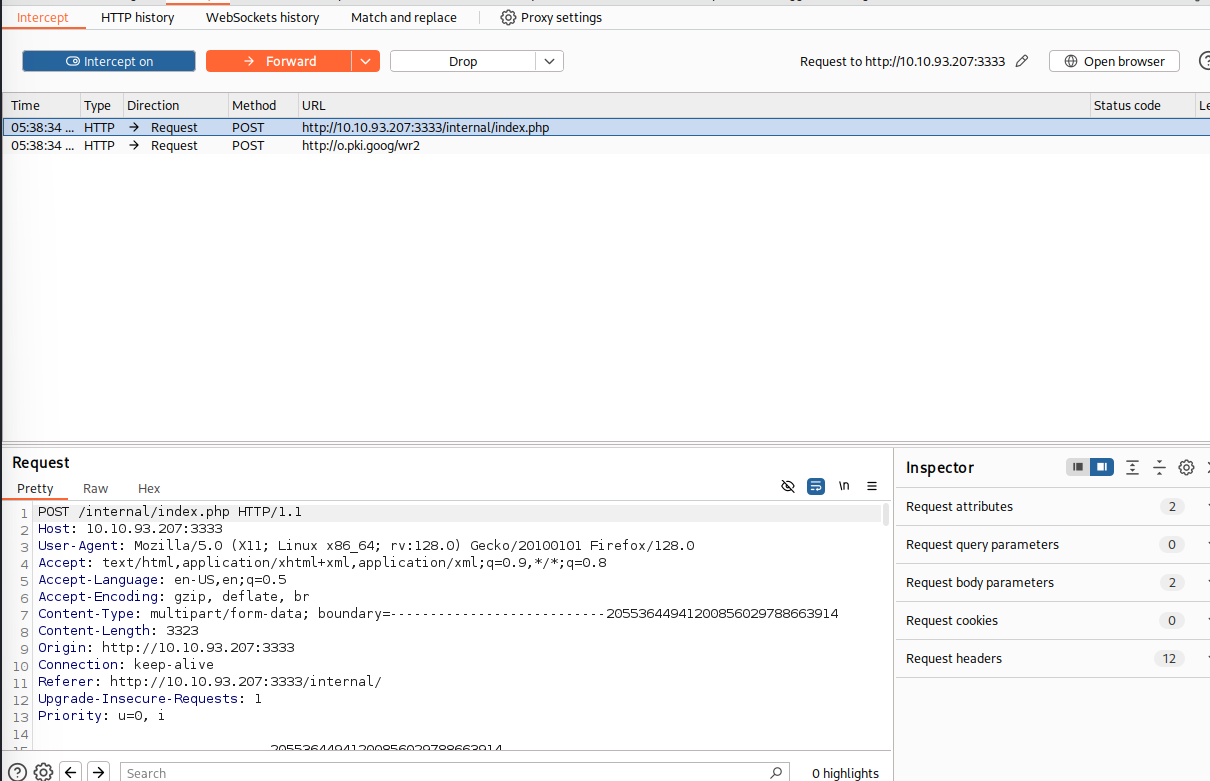 Intercept HTTP history WebSockets history Match and replace Proxy settings
Intercept on Forward Drop Request to http://10.10.93.207:3333 Open browser
Time Type Direction Method URL Status code Le
05:38:34 ... HTTP → Request POST http://10.10.93.207:3333/internal/index.php
05:38:34 ... HTTP → Request POST http://o.pki.goog/wr2
Request
Pretty Raw Hex \n
1 POST /internal/index.php HTTP/1.1
2 Host: 10.10.93.207:3333
3 User-Agent: Mozilla/5.0 (X11; Linux x86_64; rv:128.0) Gecko/20100101 Firefox/128.0
4 Accept: text/html,application/xhtml+xml,application/xml;q=0.9,*/*;q=0.8
5 Accept-Language: en-US,en;q=0.5
6 Accept-Encoding: gzip, deflate, br
7 Content-Type: multipart/form-data; boundary=---------------------------20553644941200856029788663914
8 Content-Length: 3323
9 Origin: http://10.10.93.207:3333
10 Connection: keep-alive
11 Referer: http://10.10.93.207:3333/internal/
12 Upgrade-Insecure-Requests: 1
13 Priority: u=0, i
14
15 -----------------------------20553644941200856029788663914
Search 0 highlights
Inspector
Request attributes 2
Request query parameters 0
Request body parameters 2
Request cookies 0
Request headers 12